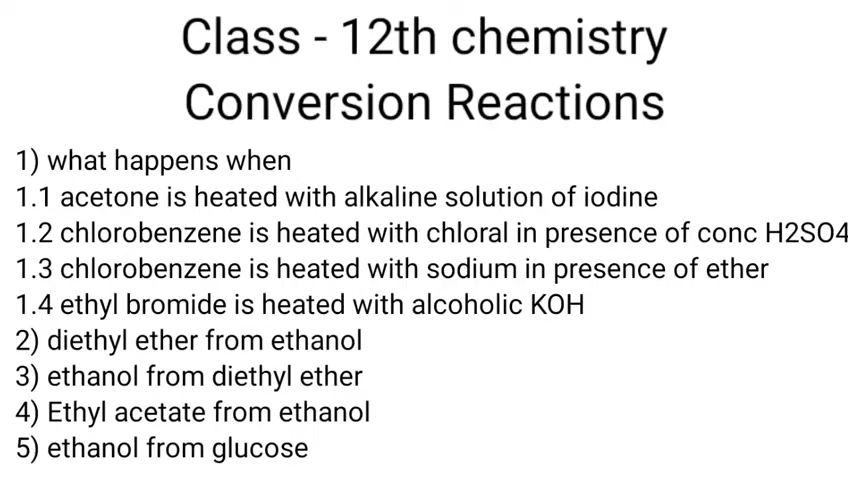 Class - 12th chemistry
Conversion Reactions
1) what happens when
1.1 acetone is heated with alkaline solution of iodine
1.2 chlorobenzene is heated with chloral in presence of conc H2SO4
1.3 chlorobenzene is heated with sodium in presence of ether
1.4 ethyl bromide is heated with alcoholic KOH
2) diethyl ether from ethanol
3) ethanol from diethyl ether
4) Ethyl acetate from ethanol
5) ethanol from glucose